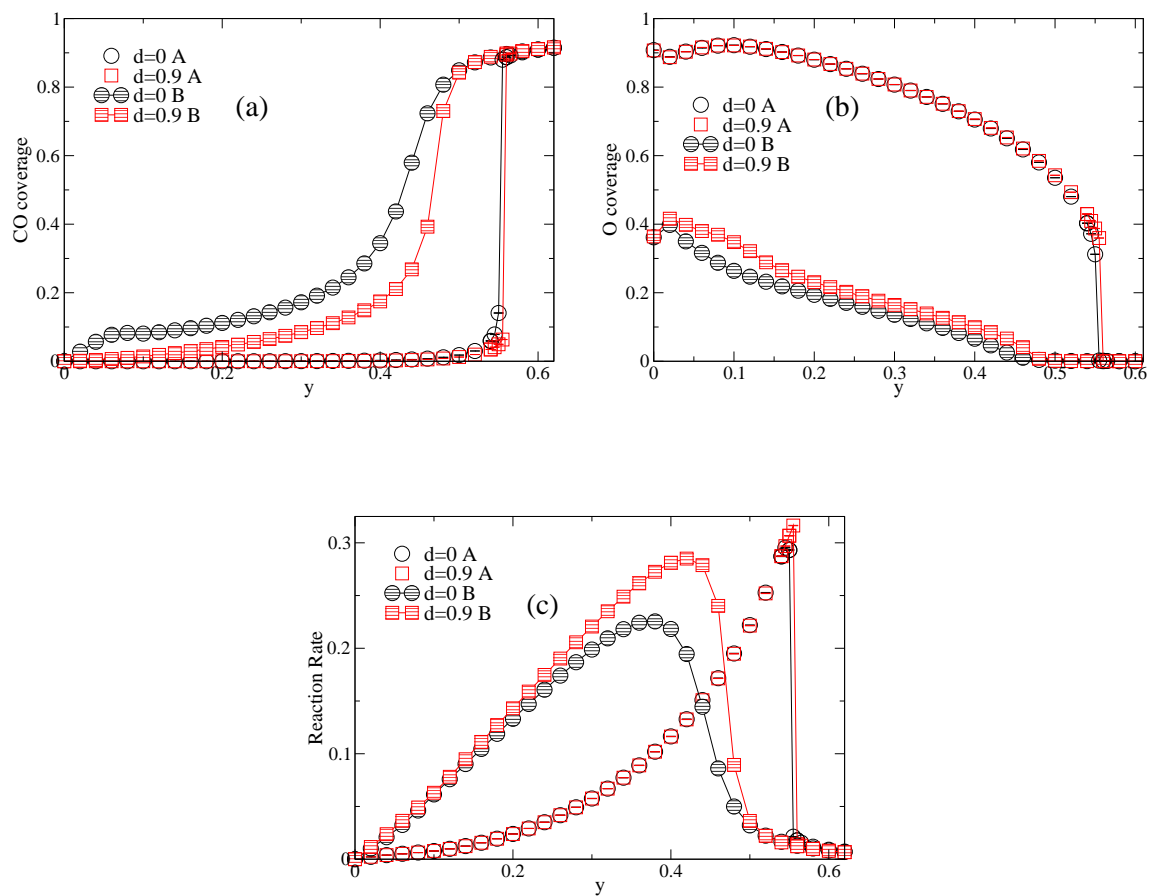 1
0.8
0.6
0.4
0.2
0
CO coverage
d=0 A
d=0.9 A
d=0 B
d=0.9 B
(a)
0 0.2 0.4 0.6
y
1
0.8
0.6
0.4
0.2
0
O coverage
d=0 A
d=0.9 A
d=0 B
d=0.9 B
(b)
0 0.1 0.2 0.3 0.4 0.5 0.6
y
0.3
0.2
0.1
0
Reaction Rate
d=0 A
d=0.9 A
d=0 B
d=0.9 B
(c)
0 0.2 0.4 0.6
y